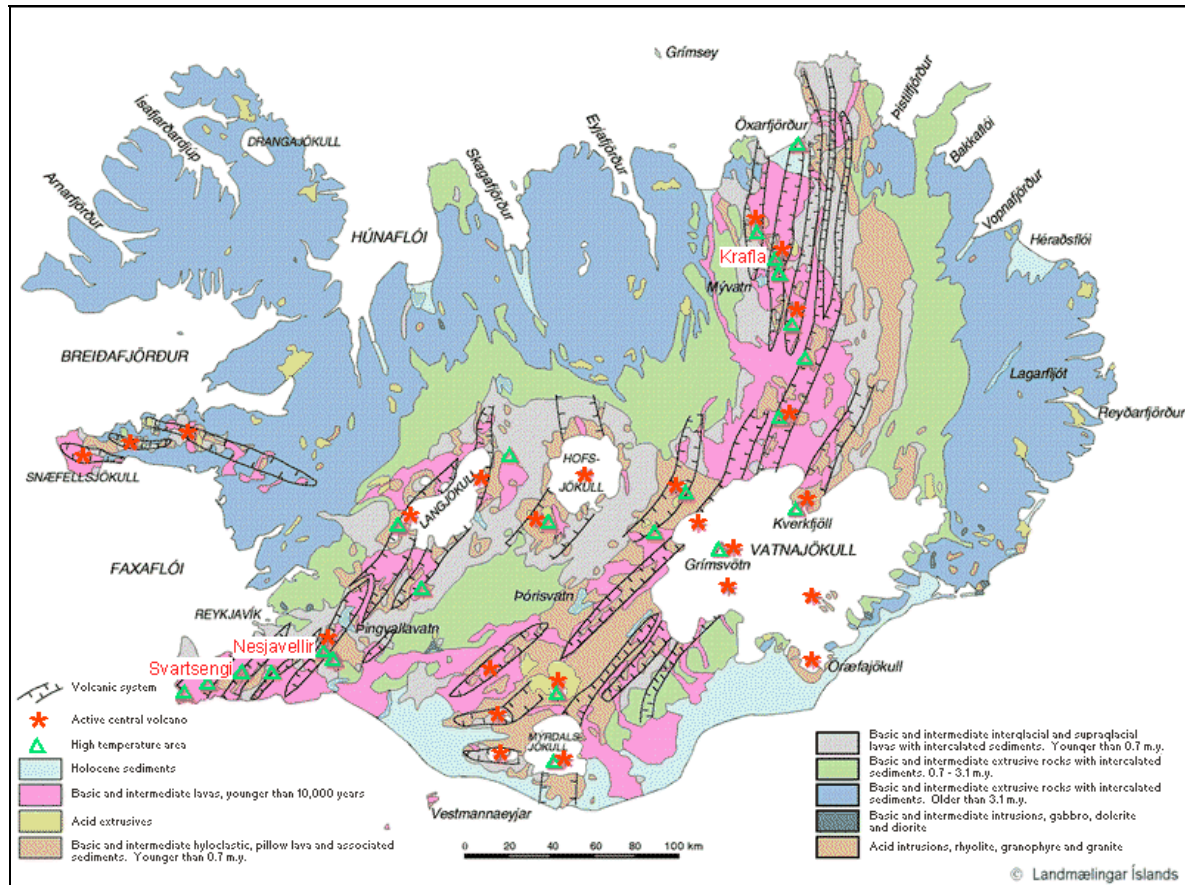 Grímsey
Ísafjarðardjúp
DRANGAJÖKULL
Arnarfjörður
Skagafjörður
Eyjafjörður
Öxarfjörður
Þistilfjörður
Bakkaflói
Vopnafjörður
Héraðsflói
HÚNAFLÓI
Krafla
Mývatn
BREIÐAFJÖRÐUR
Lagarfljót
Reyðarfjörður
SNÆFELLSJÖKULL
LANGJÖKULL
HOFS-
JÖKULL
Kverkfjöll
VATNAJÖKULL
Grímsvötn
FAXAFLÓI
Þórisvatn
REYKJAVÍK
Þingvallavatn
Nesjavellir
Svartsengi
Öræfajökull
MÝRDALS-
JÖKULL
Vestmannaeyjar
Volcanic system
Active central volcano
High temperature area
Holocene sediments
Basic and intermediate lavas, younger than 10,000 years
Acid extrusives
Basic and intermediate hyloclastic, pillow lava and associated
sediments. Younger than 0.7 m.y.
0 20 40 60 80 100 km
Basic and intermediate interglacial and supraglacial
lavas with intercalated sediments. Younger than 0.7 m.y.
Basic and intermediate extrusive rocks with intercalated
sediments. 0.7 - 3.1 m.y.
Basic and intermediate extrusive rocks with intercalated
sediments. Older than 3.1 m.y.
Basic and intermediate intrusions, gabbro, dolerite
and diorite
Acid intrusions, rhyolite, granophyre and granite
© Landmælingar Íslands